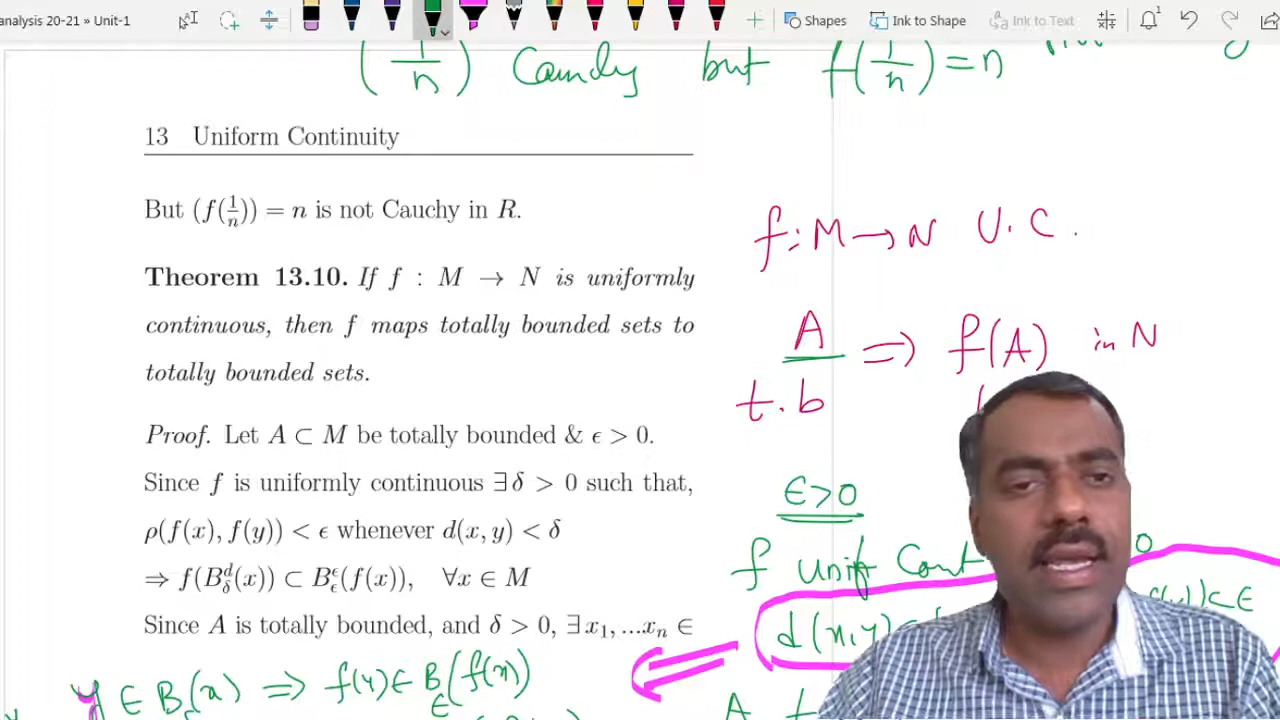 analysis 20-21 » Unit-1
Shapes
Ink to Shape
Ink to Text
(1/n) Cauchy but f(1/n) = n
13 Uniform Continuity
But (f(1/n)) = n is not Cauchy in R.
Theorem 13.10. If f : M → N is uniformly
continuous, then f maps totally bounded sets to
totally bounded sets.
Proof. Let A ⊂ M be totally bounded & ϵ > 0.
Since f is uniformly continuous ∃ δ > 0 such that,
ρ(f(x), f(y)) < ϵ whenever d(x, y) < δ
⇒ f(B_δ^d(x)) ⊂ B_ϵ^ϵ(f(x)), ∀x ∈ M
Since A is totally bounded, and δ > 0, ∃ x₁, ...xₙ ∈
y ∈ B(x) ⇒ f(y) ∈ B_ϵ(f(x))
f: M → N U.C.
A ⇒ f(A) in N
t.b
ϵ > 0
f unif Cont
d(x,y) < ϵ
A t